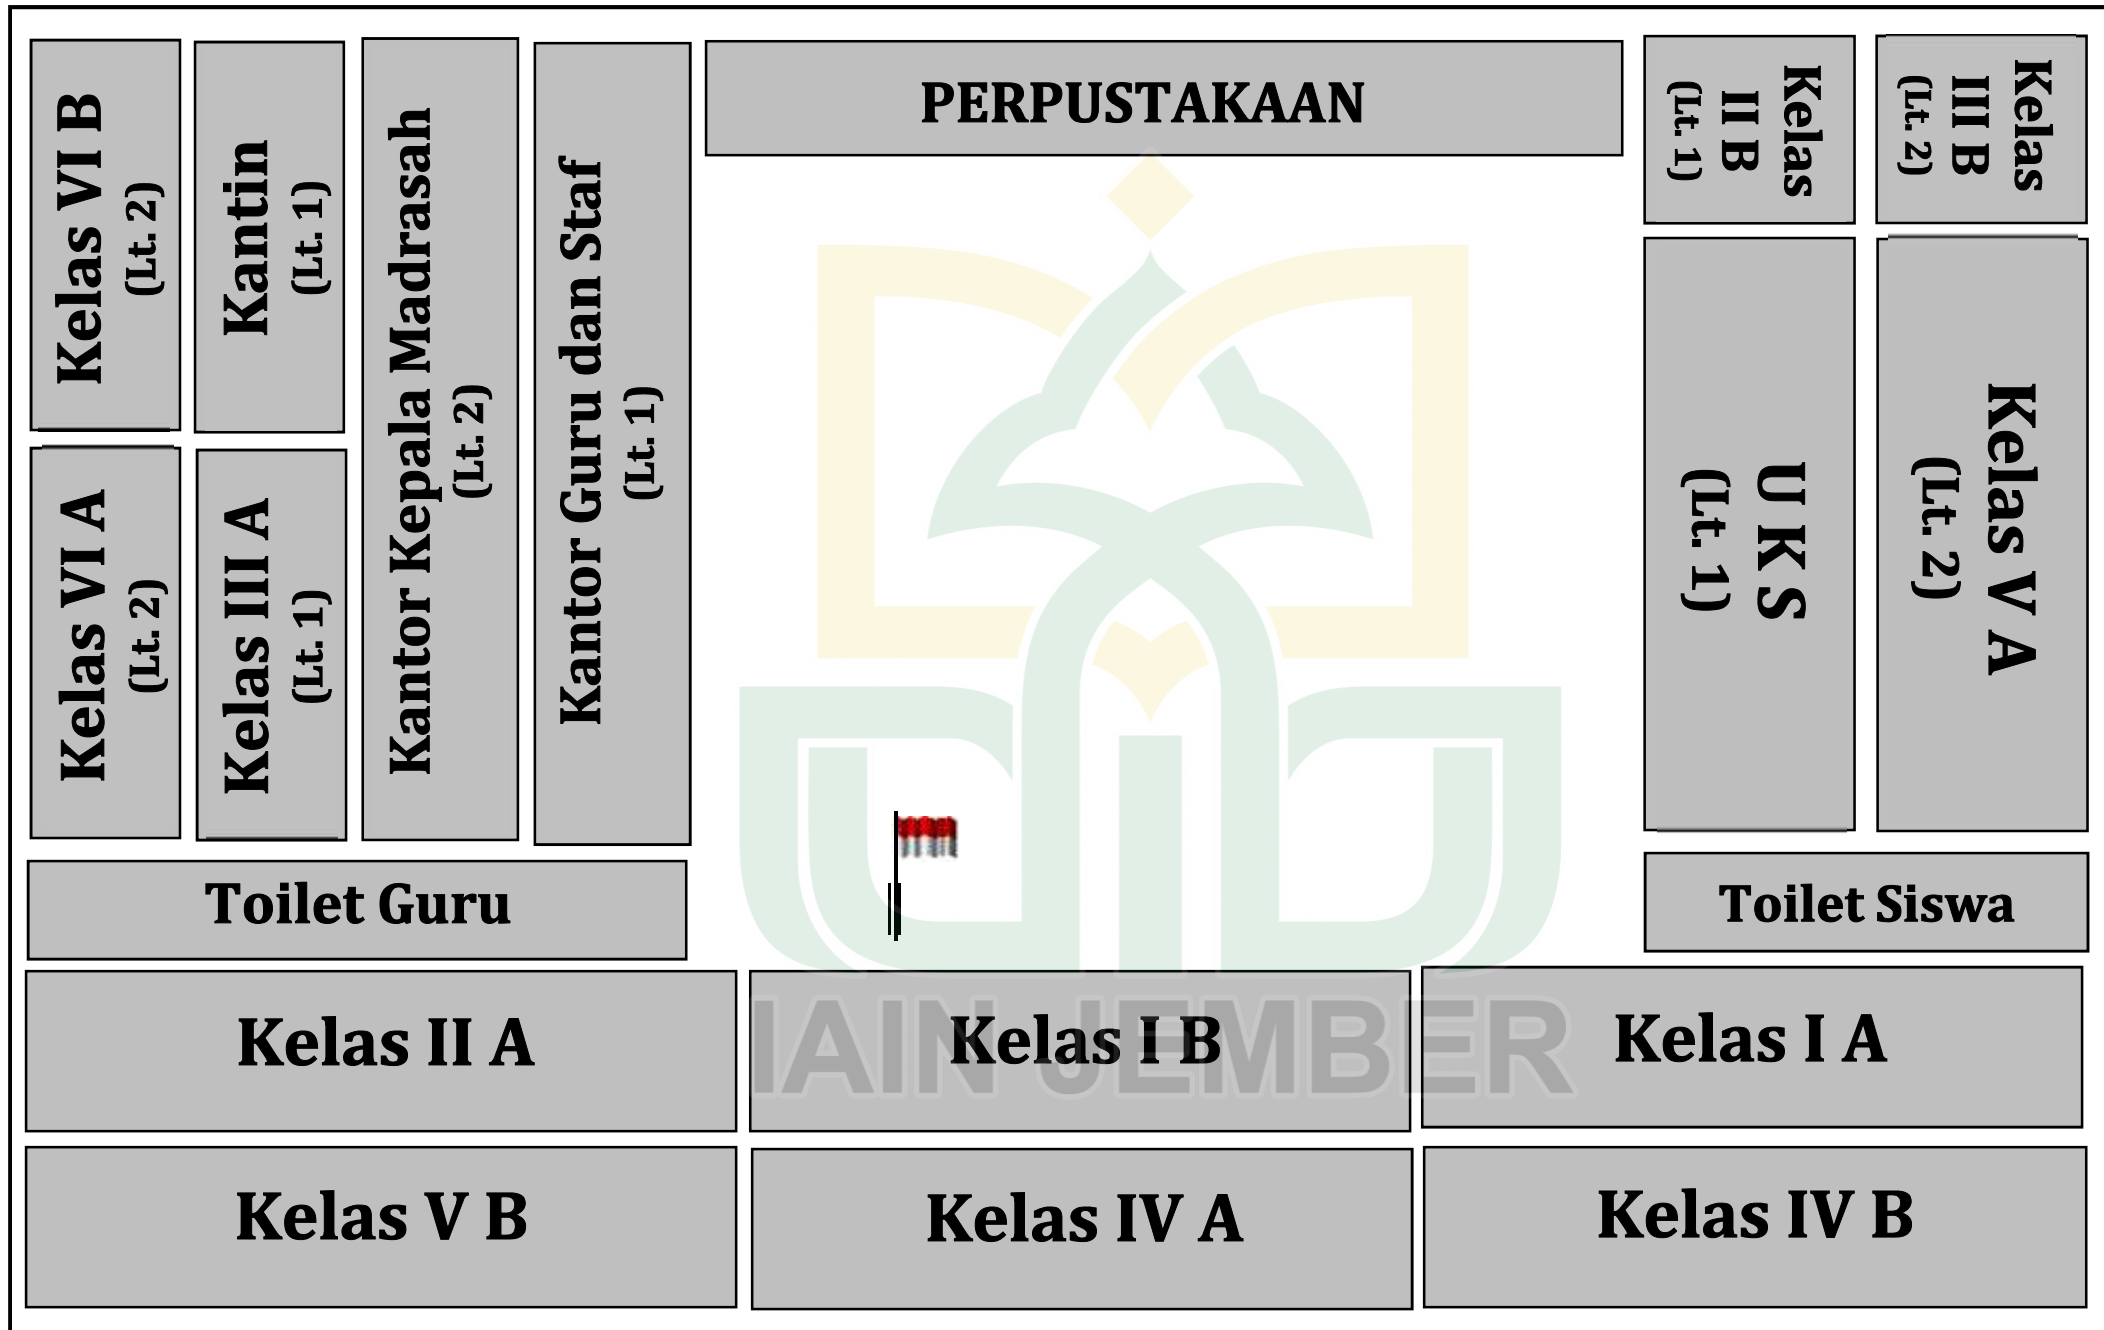 Kelas VI B
(Lt. 2)
Kantin
(Lt. 1)
Kantor Kepala Madrasah
(Lt. 2)
Kantor Guru dan Staf
(Lt. 1)
PERPUSTAKAAN
Kelas
II B
(Lt. 1)
Kelas
III B
(Lt. 2)
Kelas VI A
(Lt. 2)
Kelas III A
(Lt. 1)
U K S
(Lt. 1)
Kelas V A
(Lt. 2)
Toilet Guru
Toilet Siswa
Kelas II A
Kelas I B
Kelas I A
IAIN JEMBER
Kelas V B
Kelas IV A
Kelas IV B